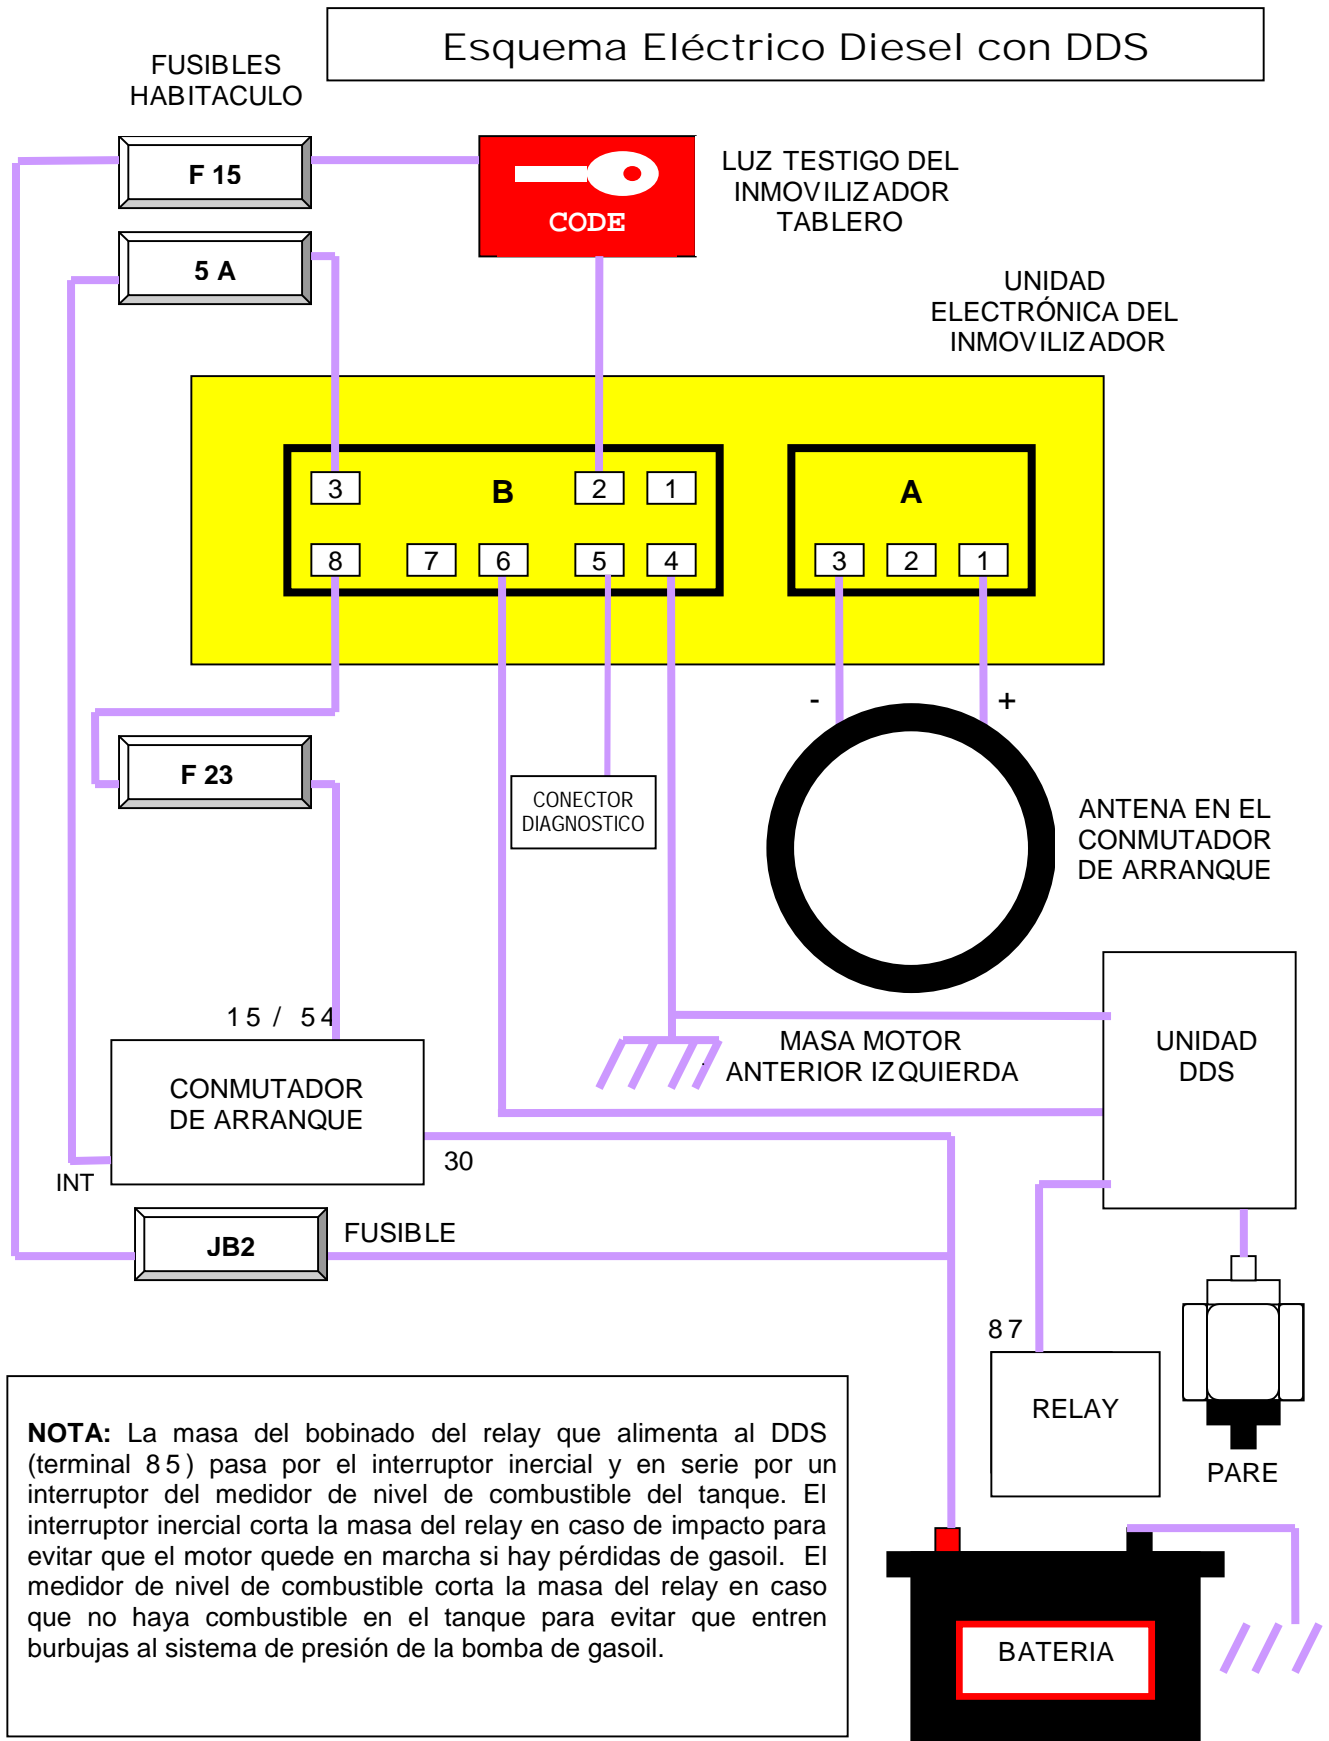 Esquema Eléctrico Diesel con DDS
FUSIBLES
HABITACULO
F 15
CODE
LUZ TESTIGO DEL
INMOVILIZADOR
TABLERO
5 A
UNIDAD
ELECTRÓNICA DEL
INMOVILIZADOR
3
B
2
1
A
8
7
6
5
4
3
2
1
-
+
F 23
CONECTOR
DIAGNOSTICO
ANTENA EN EL
CONMUTADOR
DE ARRANQUE
15 / 54
CONMUTADOR
DE ARRANQUE
MASA MOTOR
ANTERIOR IZQUIERDA
UNIDAD
DDS
INT
30
JB2
FUSIBLE
87
RELAY
PARE
NOTA: La masa del bobinado del relay que alimenta al DDS
(terminal 85) pasa por el interruptor inercial y en serie por un
interruptor del medidor de nivel de combustible del tanque. El
interruptor inercial corta la masa del relay en caso de impacto para
evitar que el motor quede en marcha si hay pérdidas de gasoil. El
medidor de nivel de combustible corta la masa del relay en caso
que no haya combustible en el tanque para evitar que entren
burbujas al sistema de presión de la bomba de gasoil.
BATERIA